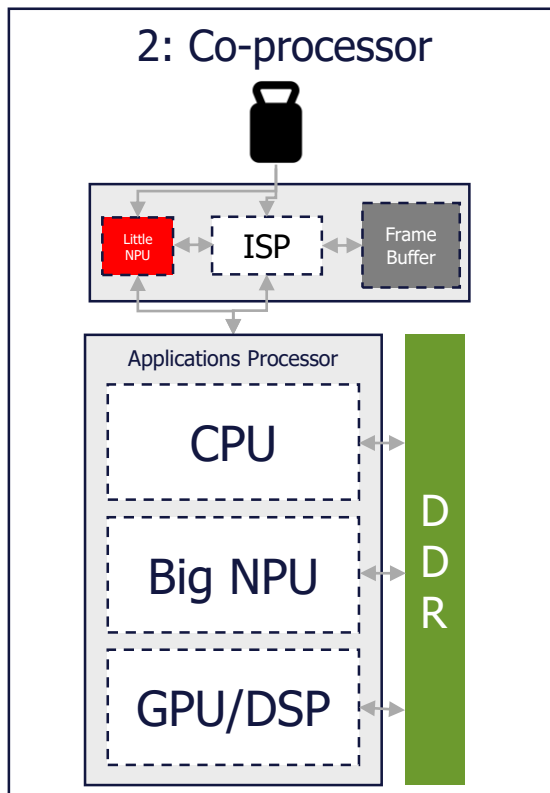 2: Co-processor
Little
NPU
ISP
Frame
Buffer
Applications Processor
CPU
Big NPU
GPU/DSP
D
D
R